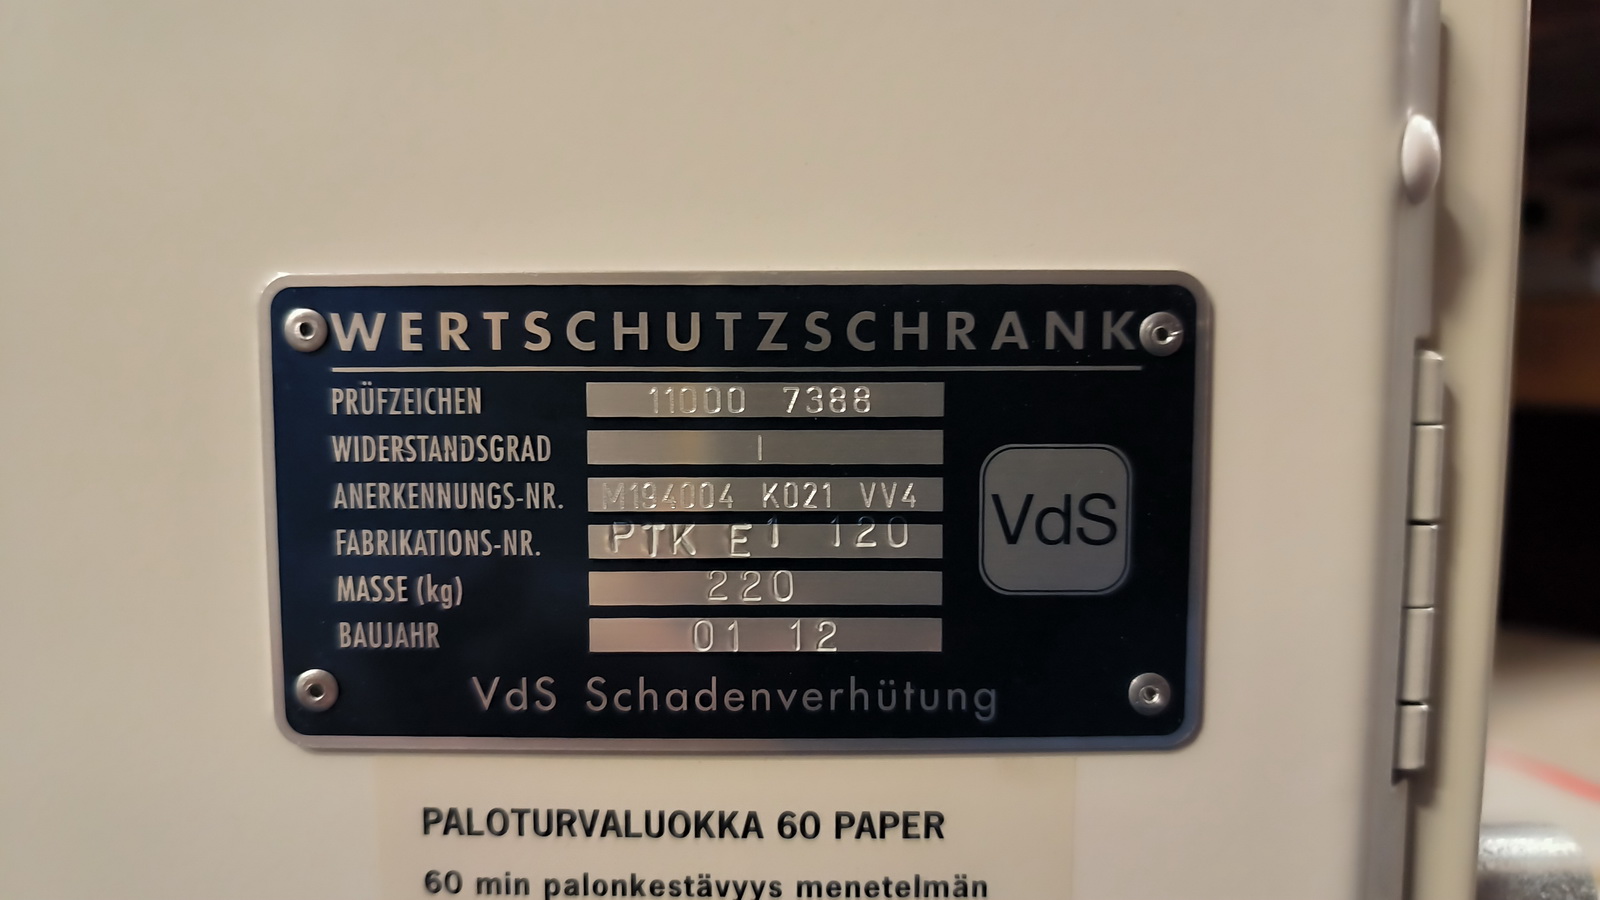 WERTSCHUTZSCHRANK
PRÜFZEICHEN 11000 7388
WIDERSTANDSGRAD I
ANERKENNUNGS-NR. M194004 K021 VV4
FABRIKATIONS-NR. PTK E1 120
MASSE (kg) 220
BAUJAHR 01 12
VdS
VdS Schadenverhütung
PALOTURVALUOKKA 60 PAPER
60 min palonkestävyys menetelmän